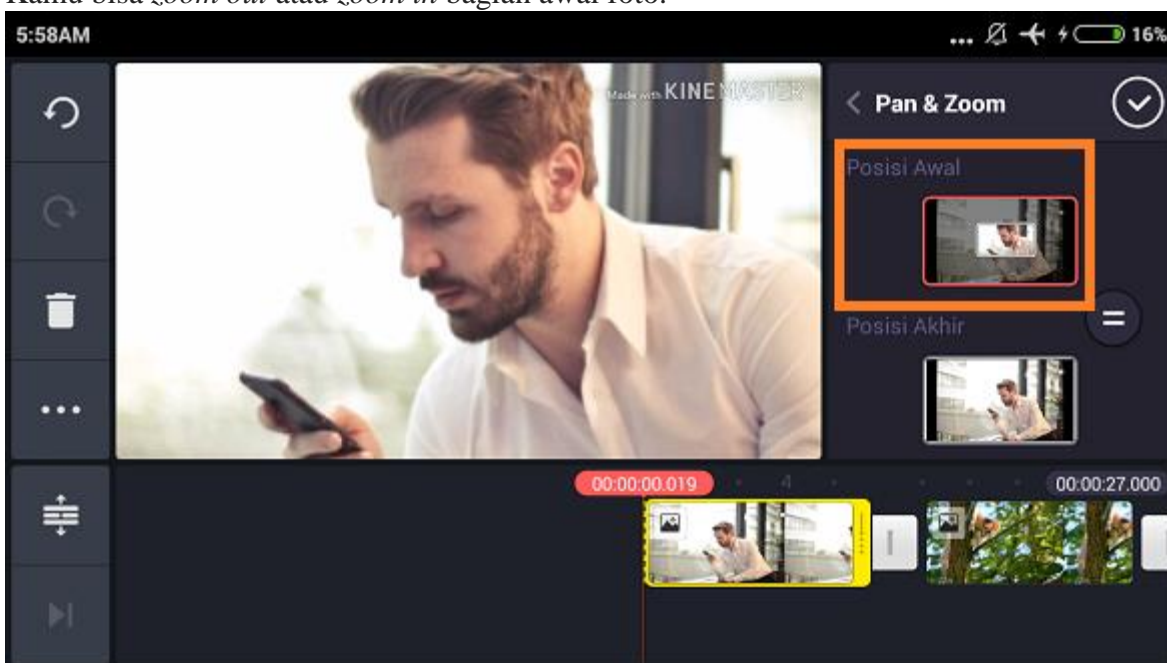 Kamu bisa zoom out atau zoom in bagian awal foto.
5:58AM
16%
Made with KINEMASTER
Pan & Zoom
Posisi Awal
Posisi Akhir
00:00:00.019
4
00:00:27.000